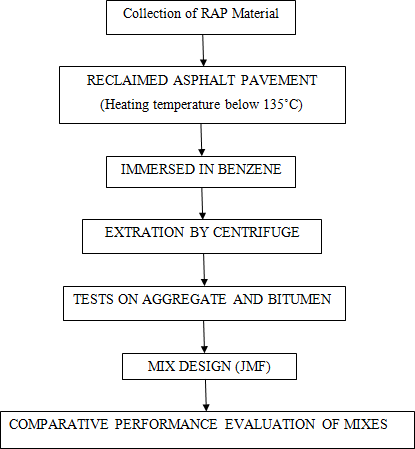 Collection of RAP Material
RECLAIMED ASPHALT PAVEMENT
(Heating temperature below 135˚C)
IMMERSED IN BENZENE
EXTRATION BY CENTRIFUGE
TESTS ON AGGREGATE AND BITUMEN
MIX DESIGN (JMF)
COMPARATIVE PERFORMANCE EVALUATION OF MIXES